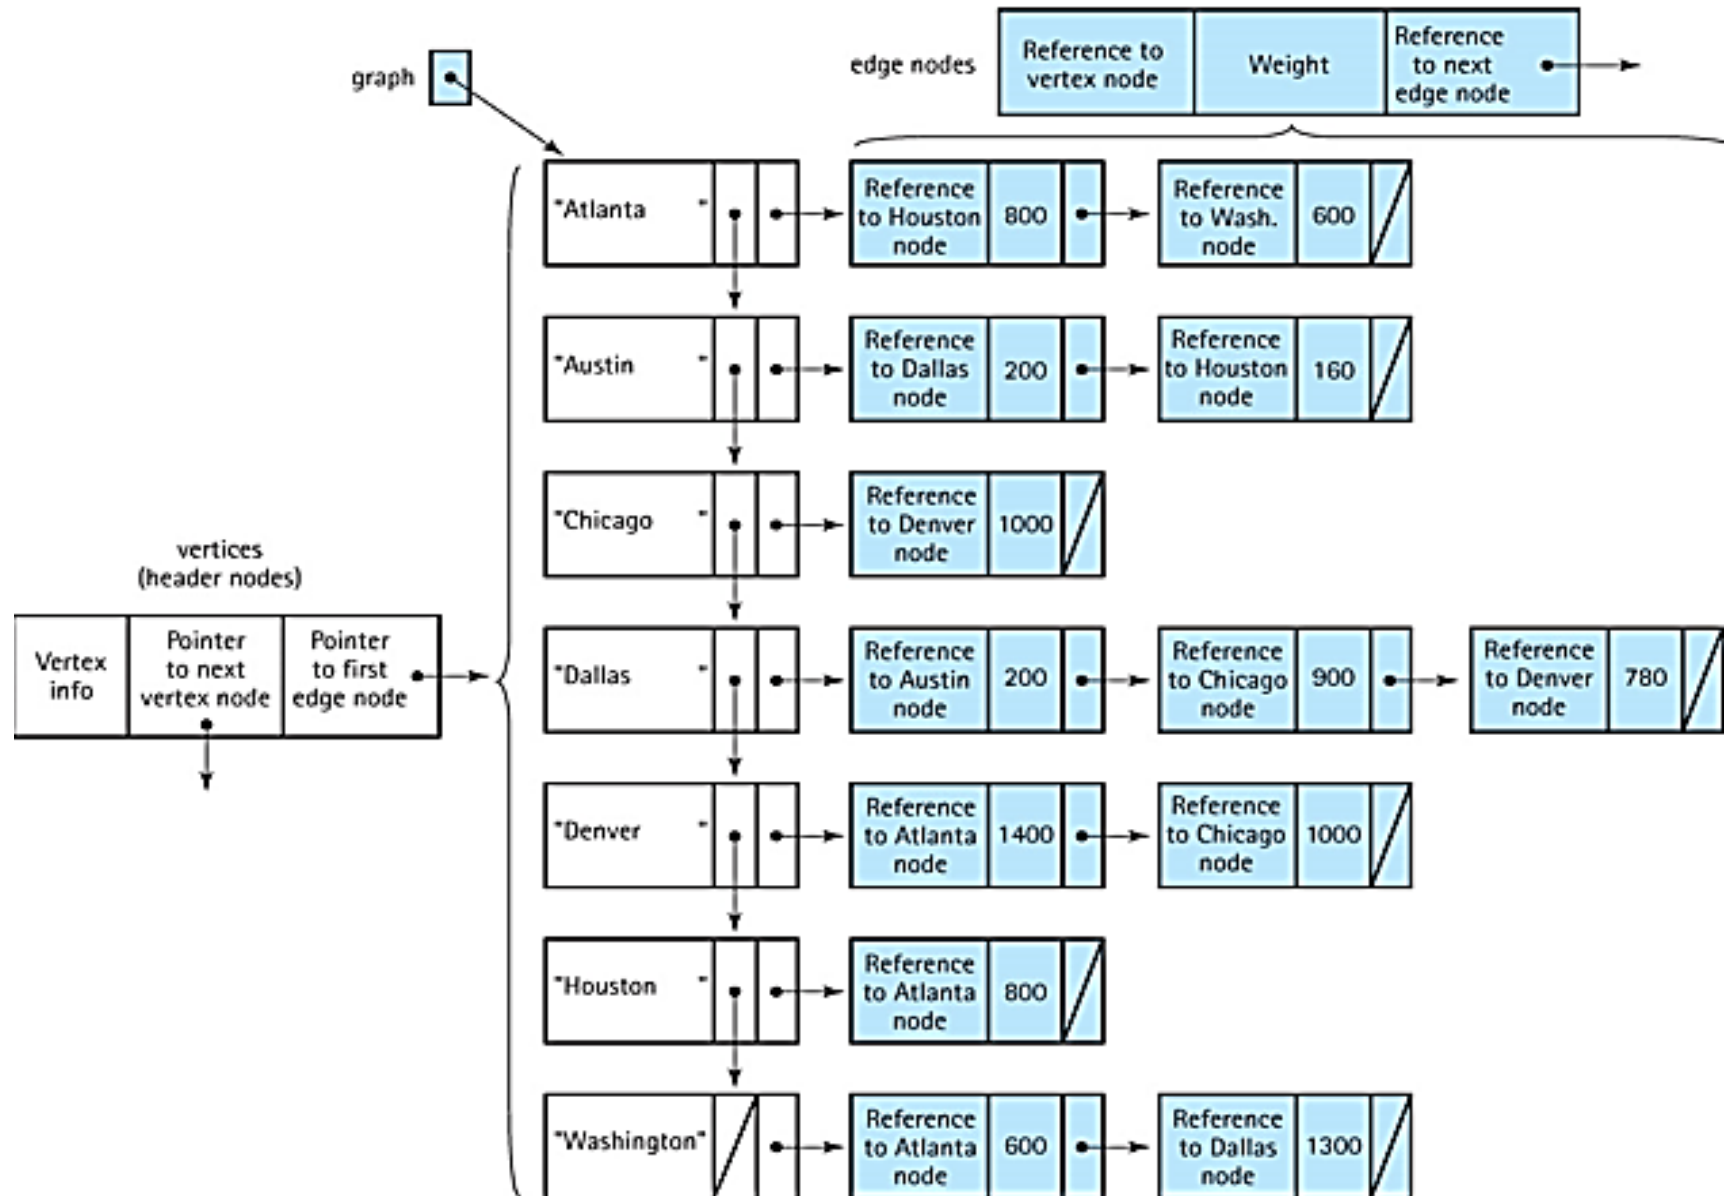 graph
edge nodes
Reference to
vertex node
Weight
Reference
to next
edge node
"Atlanta "
Reference
to Houston
node
800
Reference
to Wash.
node
600
"Austin "
Reference
to Dallas
node
200
Reference
to Houston
node
160
"Chicago "
Reference
to Denver
node
1000
vertices
(header nodes)
Vertex
info
Pointer
to next
vertex node
Pointer
to first
edge node
"Dallas "
Reference
to Austin
node
200
Reference
to Chicago
node
900
Reference
to Denver
node
780
"Denver "
Reference
to Atlanta
node
1400
Reference
to Chicago
node
1000
"Houston "
Reference
to Atlanta
node
800
"Washington"
Reference
to Atlanta
node
600
Reference
to Dallas
node
1300